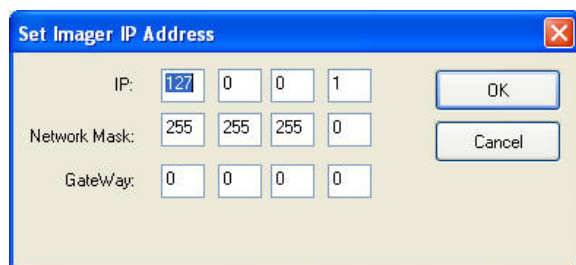 Set Imager IP Address
IP: 127 0 0 1
OK
Network Mask: 255 255 255 0
Cancel
GateWay: 0 0 0 0